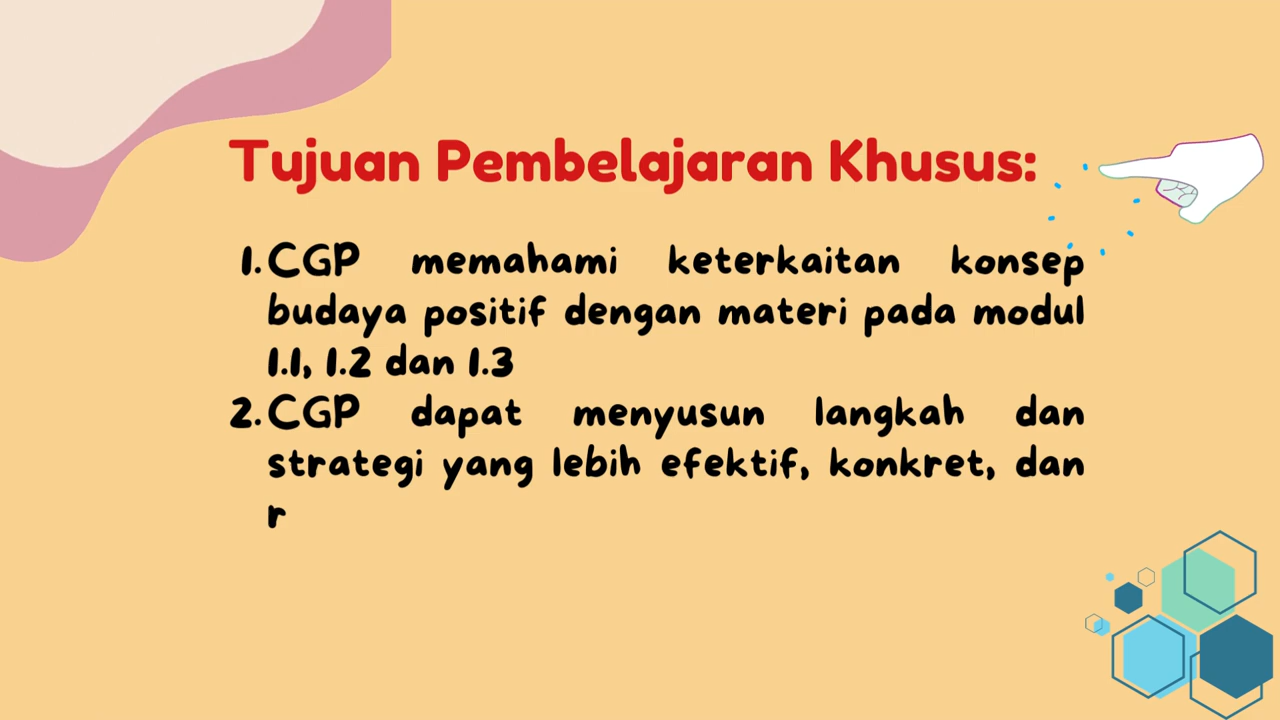 Tujuan Pembelajaran Khusus:
1. CGP memahami keterkaitan konsep
budaya positif dengan materi pada modul
1.1, 1.2 dan 1.3
2. CGP dapat menyusun langkah dan
strategi yang lebih efektif, konkret, dan
r